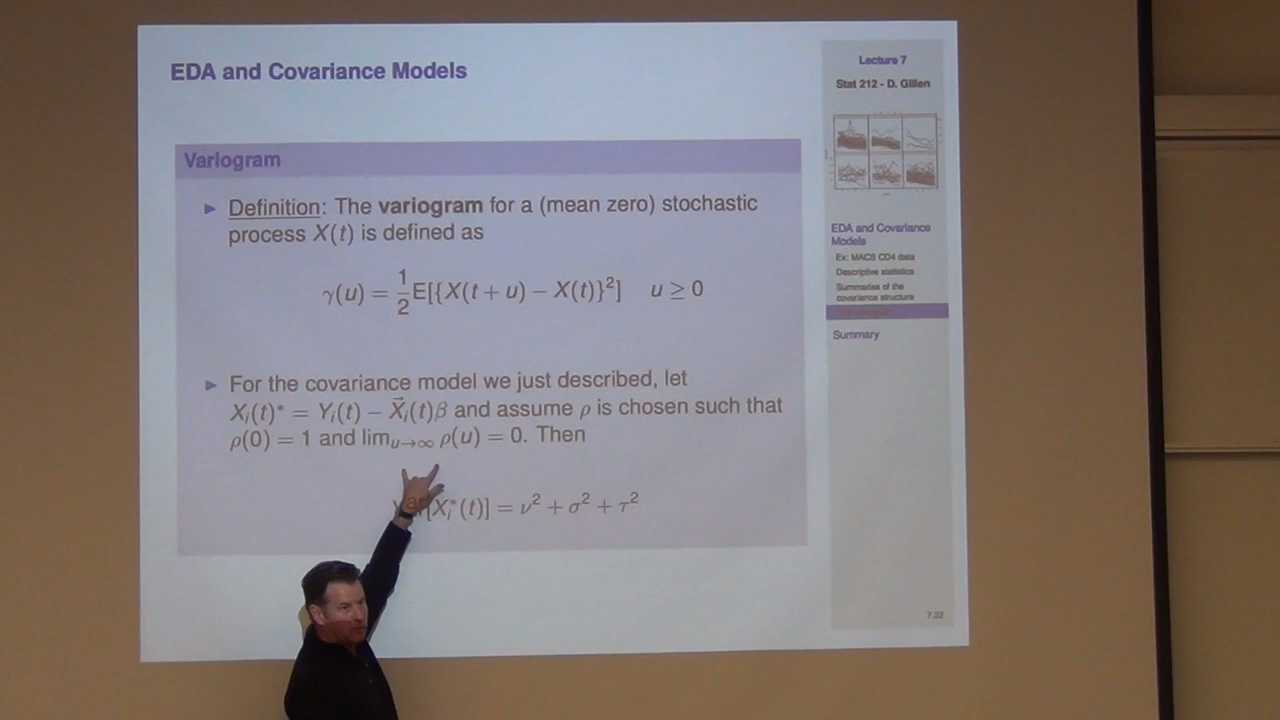 EDA and Covariance Models
Variogram
▶ Definition: The variogram for a (mean zero) stochastic
process X(t) is defined as
γ(u) = 1/2 E[{X(t + u) − X(t)}²] u ≥ 0
▶ For the covariance model we just described, let
Xᵢ(t)* = Yᵢ(t) − X⃗ᵢ(t)β and assume ρ is chosen such that
ρ(0) = 1 and lim_{u→∞} ρ(u) = 0. Then
Var[Xᵢ*(t)] = ν² + σ² + τ²
Lecture 7
Stat 212 - D. Gillen
EDA and Covariance
Models
Ex: MACS CD4 data
Descriptive statistics
Summaries of the
covariance structure
Summary
7.22